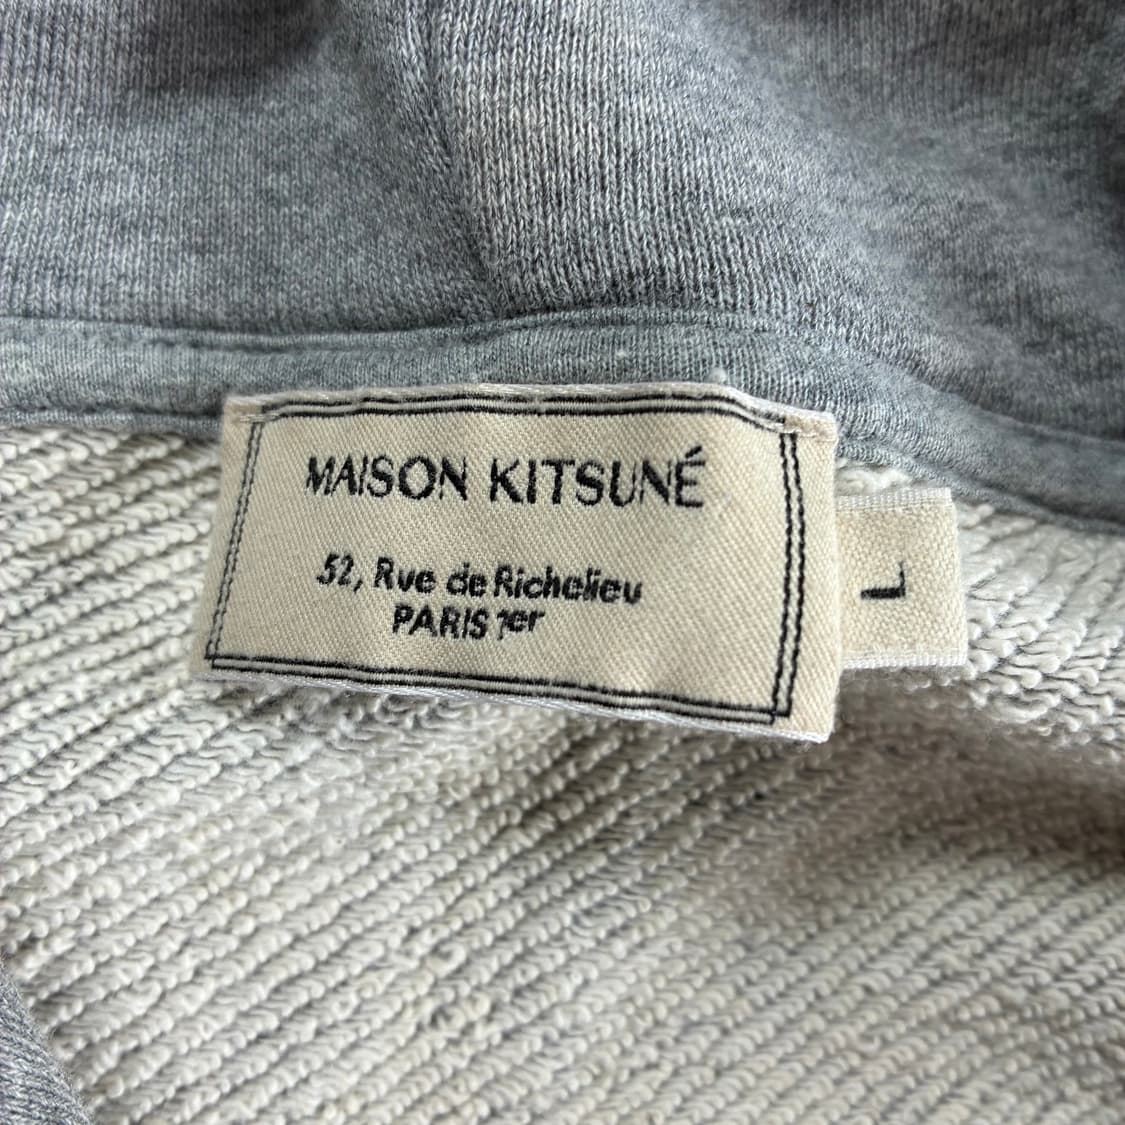 MAISON KITSUNÉ
52, Rue de Richelieu
PARIS 1er
L